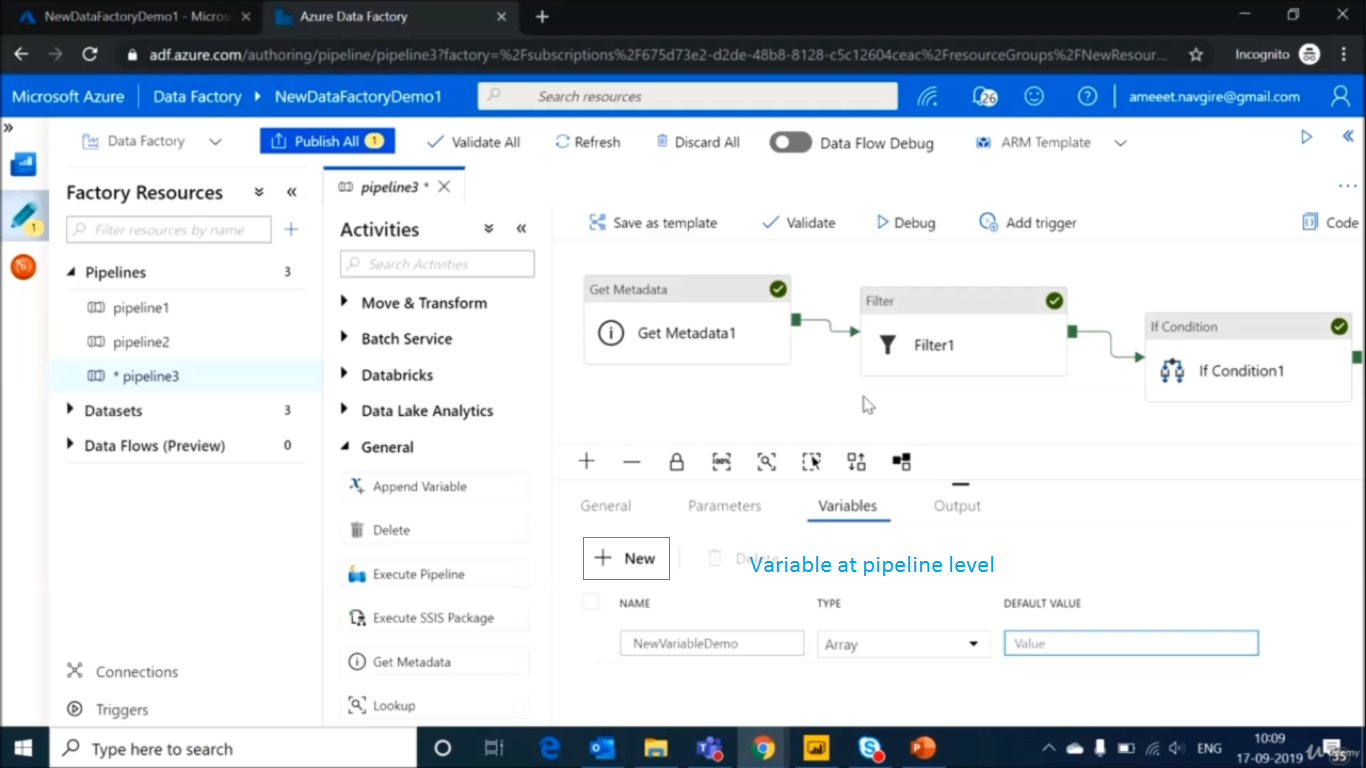 NewDataFactoryDemo1 - Micros
Azure Data Factory
adf.azure.com/authoring/pipeline/pipeline3?factory=%2Fsubscriptions%2F675d73e2-d2de-48b8-8128-c5c12604ceac%2FresourceGroups%2FNewResour...
Incognito
Microsoft Azure
Data Factory
NewDataFactoryDemo1
Search resources
26
ameeet.navgire@gmail.com
Data Factory
Publish All 1
Validate All
Refresh
Discard All
Data Flow Debug
ARM Template
Factory Resources
pipeline3 *
Activities
Save as template
Validate
Debug
Add trigger
Code
1
Filter resources by name
Search Activities
Pipelines 3
pipeline1
pipeline2
* pipeline3
Datasets 3
Data Flows (Preview) 0
Connections
Triggers
Move & Transform
Batch Service
Databricks
Data Lake Analytics
General
Append Variable
Delete
Execute Pipeline
Execute SSIS Package
Get Metadata
Lookup
Get Metadata
Get Metadata1
Filter
Filter1
If Condition
If Condition1
100%
General
Parameters
Variables
Output
New
Delete
Variable at pipeline level
NAME
TYPE
DEFAULT VALUE
NewVariableDemo
Array
Value
Type here to search
ENG
10:09
17-09-2019
35